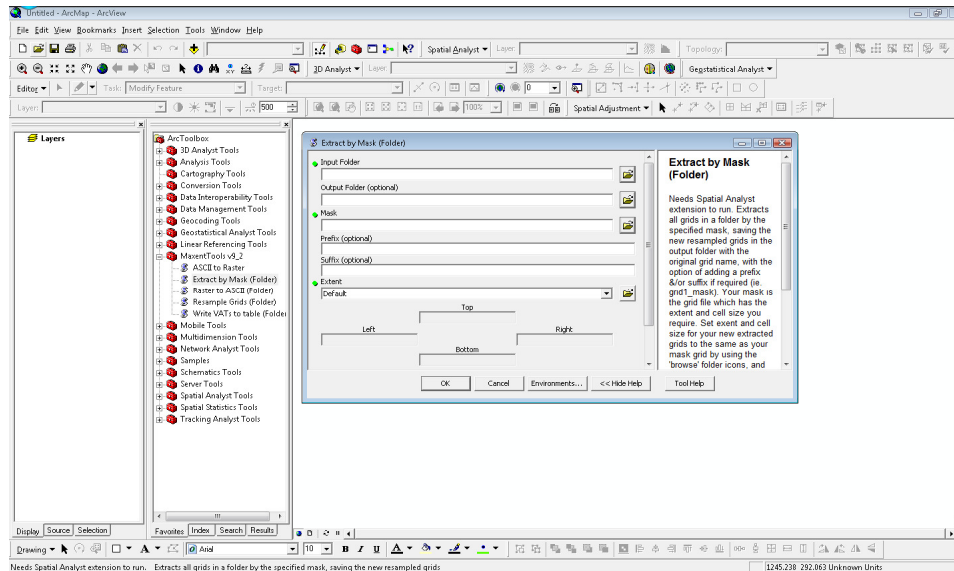 Untitled - ArcMap - ArcView
File Edit View Bookmarks Insert Selection Tools Window Help
Spatial Analyst Layer: Topology:
3D Analyst Layer: Geostatistical Analyst
Editor Task: Modify Feature Target: 0
Layer: 500 100% Spatial Adjustment
Layers
ArcToolbox
3D Analyst Tools
Analysis Tools
Cartography Tools
Conversion Tools
Data Interoperability Tools
Data Management Tools
Geocoding Tools
Geostatistical Analyst Tools
Linear Referencing Tools
MaxentTools v9_2
ASCII to Raster
Extract by Mask (Folder)
Raster to ASCII (Folder)
Resample Grids (Folder)
Write VATs to table (Folder
Mobile Tools
Multidimension Tools
Network Analyst Tools
Samples
Schematics Tools
Server Tools
Spatial Analyst Tools
Spatial Statistics Tools
Tracking Analyst Tools
Extract by Mask (Folder)
Input Folder
Output Folder (optional)
Mask
Prefix (optional)
Suffix (optional)
Extent
Default
Top
Left Right
Bottom
OK Cancel Environments... << Hide Help Tool Help
Extract by Mask
(Folder)
Needs Spatial Analyst
extension to run. Extracts
all grids in a folder by the
specified mask, saving the
new resampled grids in the
output folder with the
original grid name, with the
option of adding a prefix
&/or suffix if required (ie.
grid1_mask). Your mask is
the grid file which has the
extent and cell size you
require. Set exent and cell
size for your new extracted
grids to the same as your
mask grid by using the
'browse' folder icons, and
Display Source Selection
Favorites Index Search Results
Drawing A Arial 10 B I U A
Needs Spatial Analyst extension to run. Extracts all grids in a folder by the specified mask, saving the new resampled grids
1245.238 292.063 Unknown Units